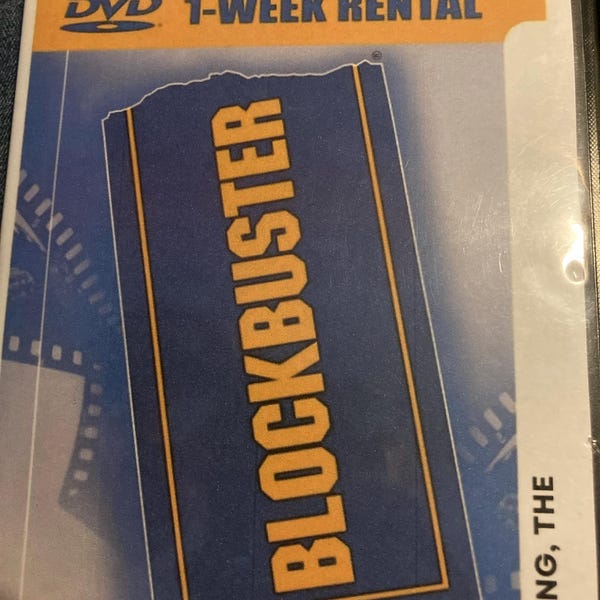 DVD 1-WEEK RENTAL
BLOCKBUSTER
®
NG, THE